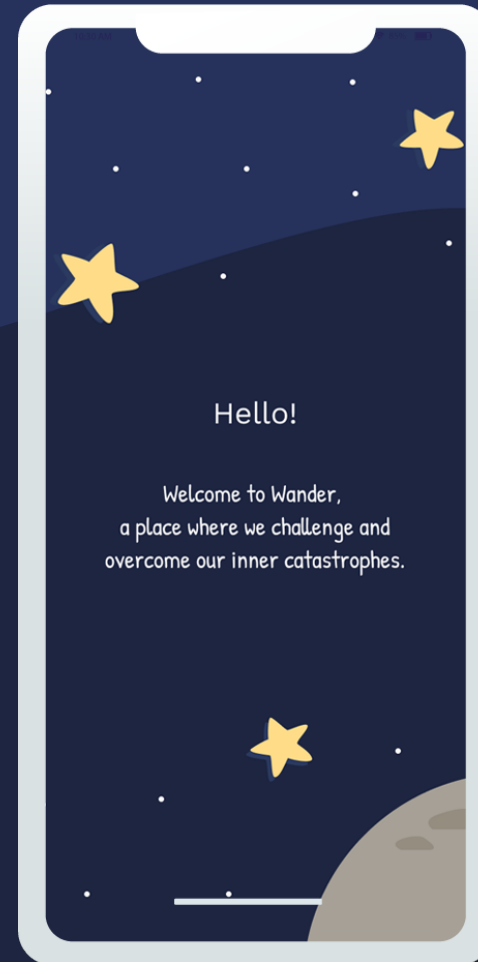 Hello!
Welcome to Wander,
a place where we challenge and
overcome our inner catastrophes.